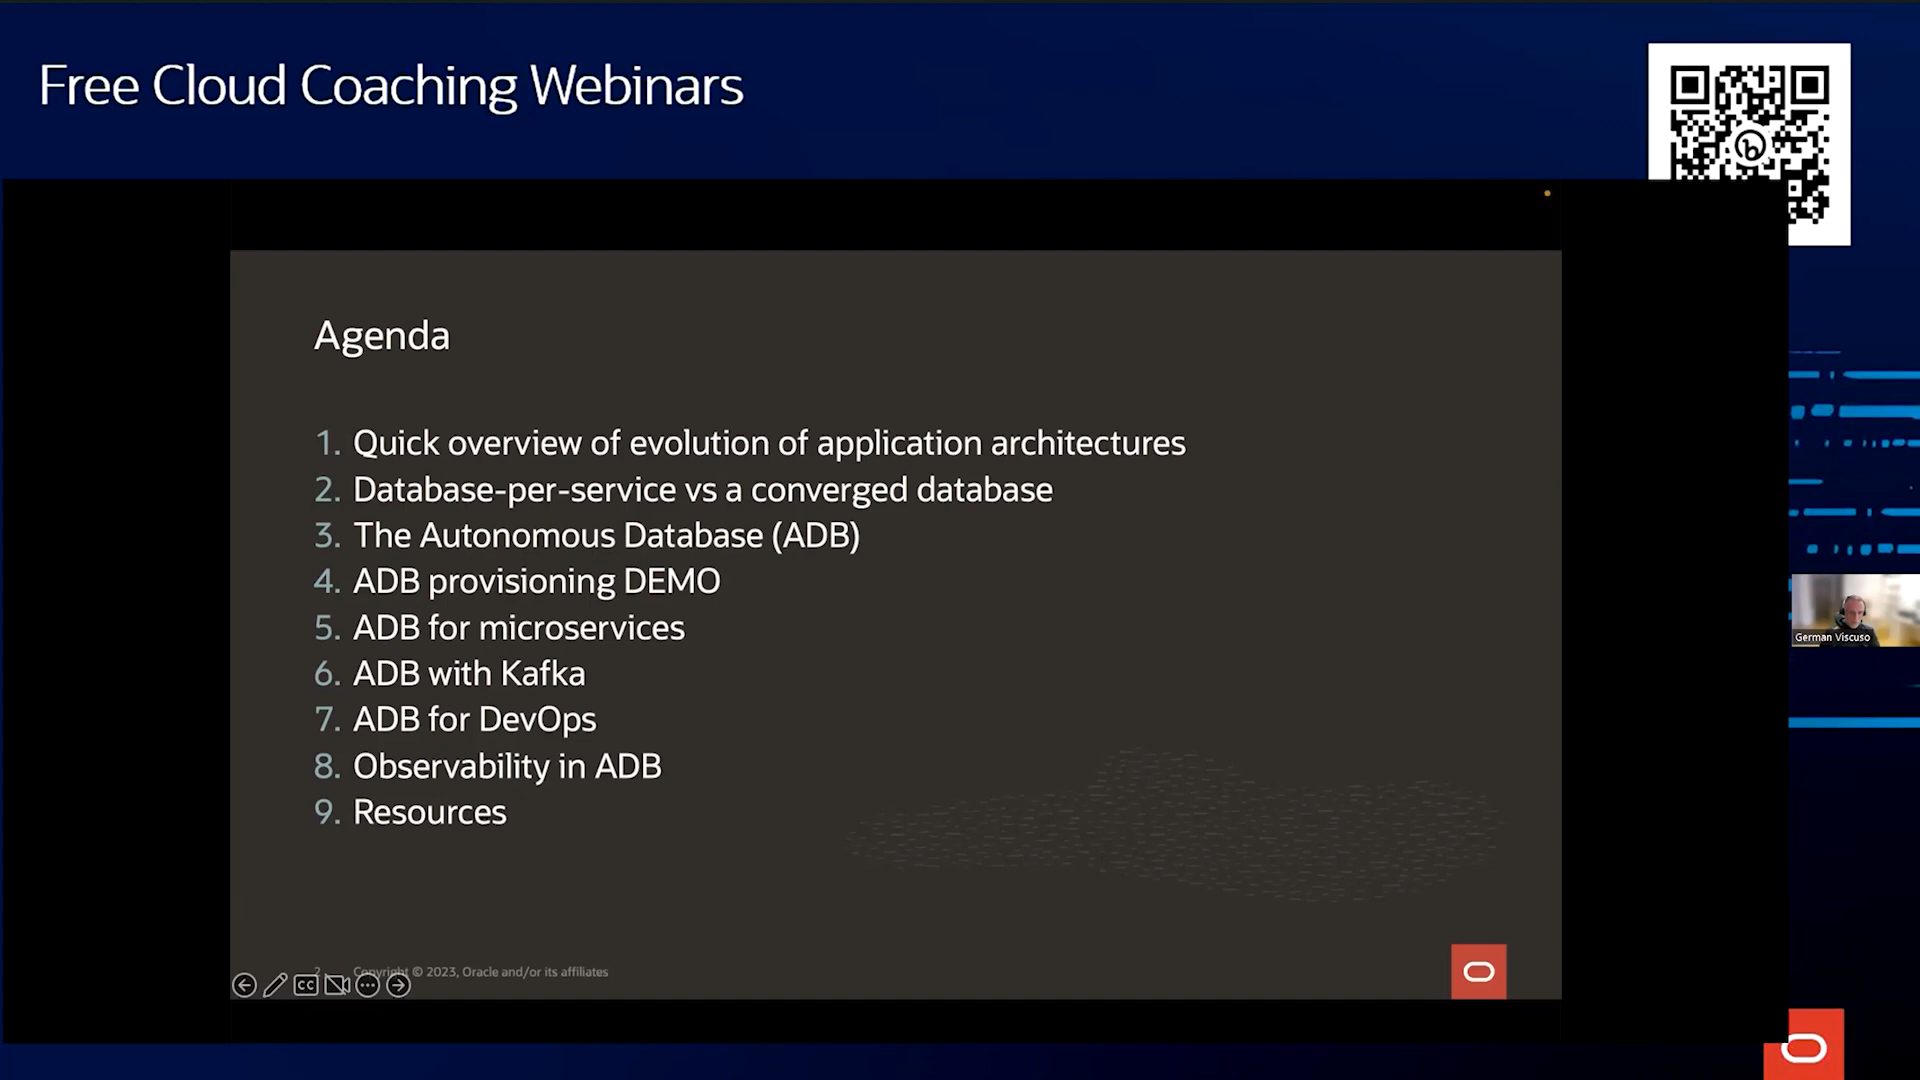 Free Cloud Coaching Webinars
Agenda
1. Quick overview of evolution of application architectures
2. Database-per-service vs a converged database
3. The Autonomous Database (ADB)
4. ADB provisioning DEMO
5. ADB for microservices
6. ADB with Kafka
7. ADB for DevOps
8. Observability in ADB
9. Resources
German Viscuso
2 Copyright © 2023, Oracle and/or its affiliates
CC